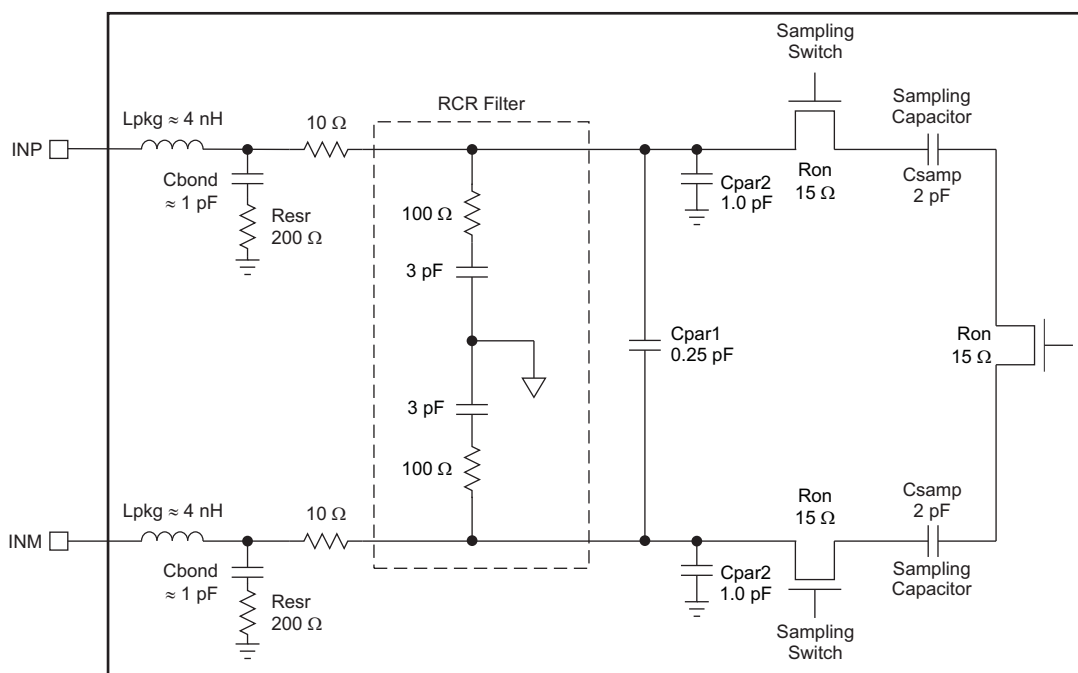 Sampling
Switch
Sampling
Capacitor
RCR Filter
Lpkg ≈ 4 nH
10 Ω
INP
Cbond
≈ 1 pF
Resr
200 Ω
100 Ω
3 pF
Cpar2
1.0 pF
Ron
15 Ω
Csamp
2 pF
Cpar1
0.25 pF
Ron
15 Ω
3 pF
100 Ω
Lpkg ≈ 4 nH
10 Ω
Ron
15 Ω
Csamp
2 pF
INM
Cbond
≈ 1 pF
Resr
200 Ω
Cpar2
1.0 pF
Sampling
Capacitor
Sampling
Switch